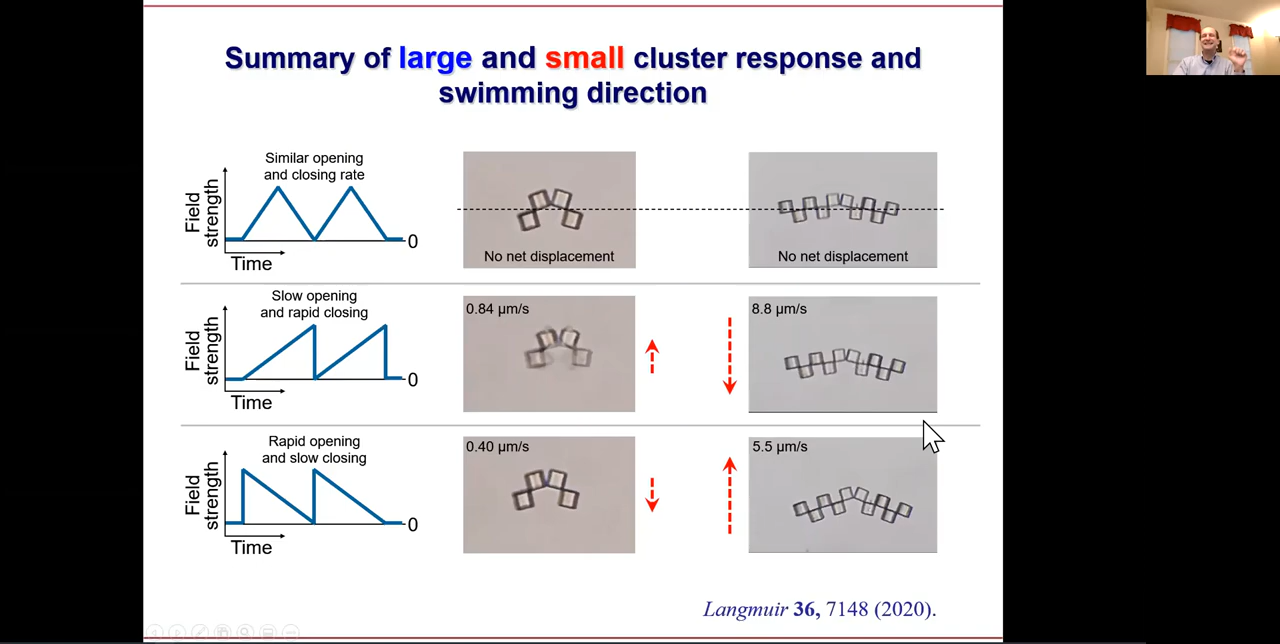 Summary of large and small cluster response and
swimming direction
Similar opening
and closing rate
Field
strength
0
Time
No net displacement
No net displacement
Slow opening
and rapid closing
Field
strength
0
Time
0.84 µm/s
8.8 µm/s
Rapid opening
and slow closing
Field
strength
0
Time
0.40 µm/s
5.5 µm/s
Langmuir 36, 7148 (2020).